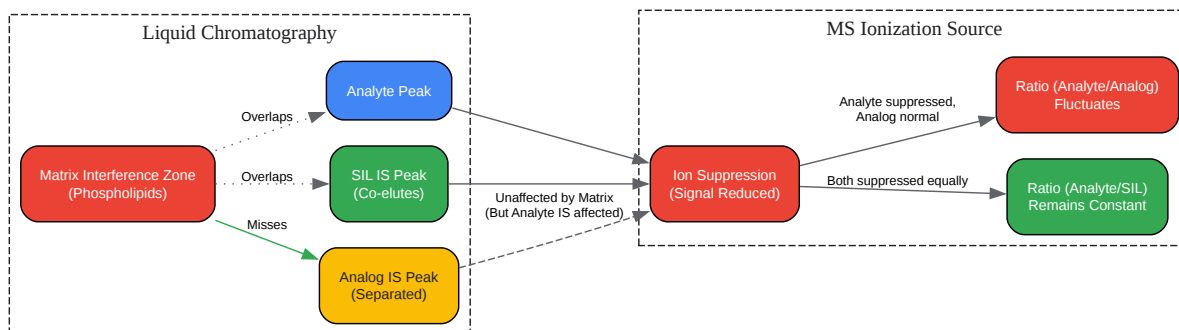 Liquid Chromatography
MS Ionization Source
Analyte Peak
Ratio (Analyte/Analog)
Fluctuates
Analyte suppressed,
Analog normal
Overlaps
Matrix Interference Zone
(Phospholipids)
Overlaps
SIL IS Peak
(Co-elutes)
Unaffected by Matrix
(But Analyte IS affected)
Ion Suppression
(Signal Reduced)
Both suppressed equally
Ratio (Analyte/SIL)
Remains Constant
Misses
Analog IS Peak
(Separated)